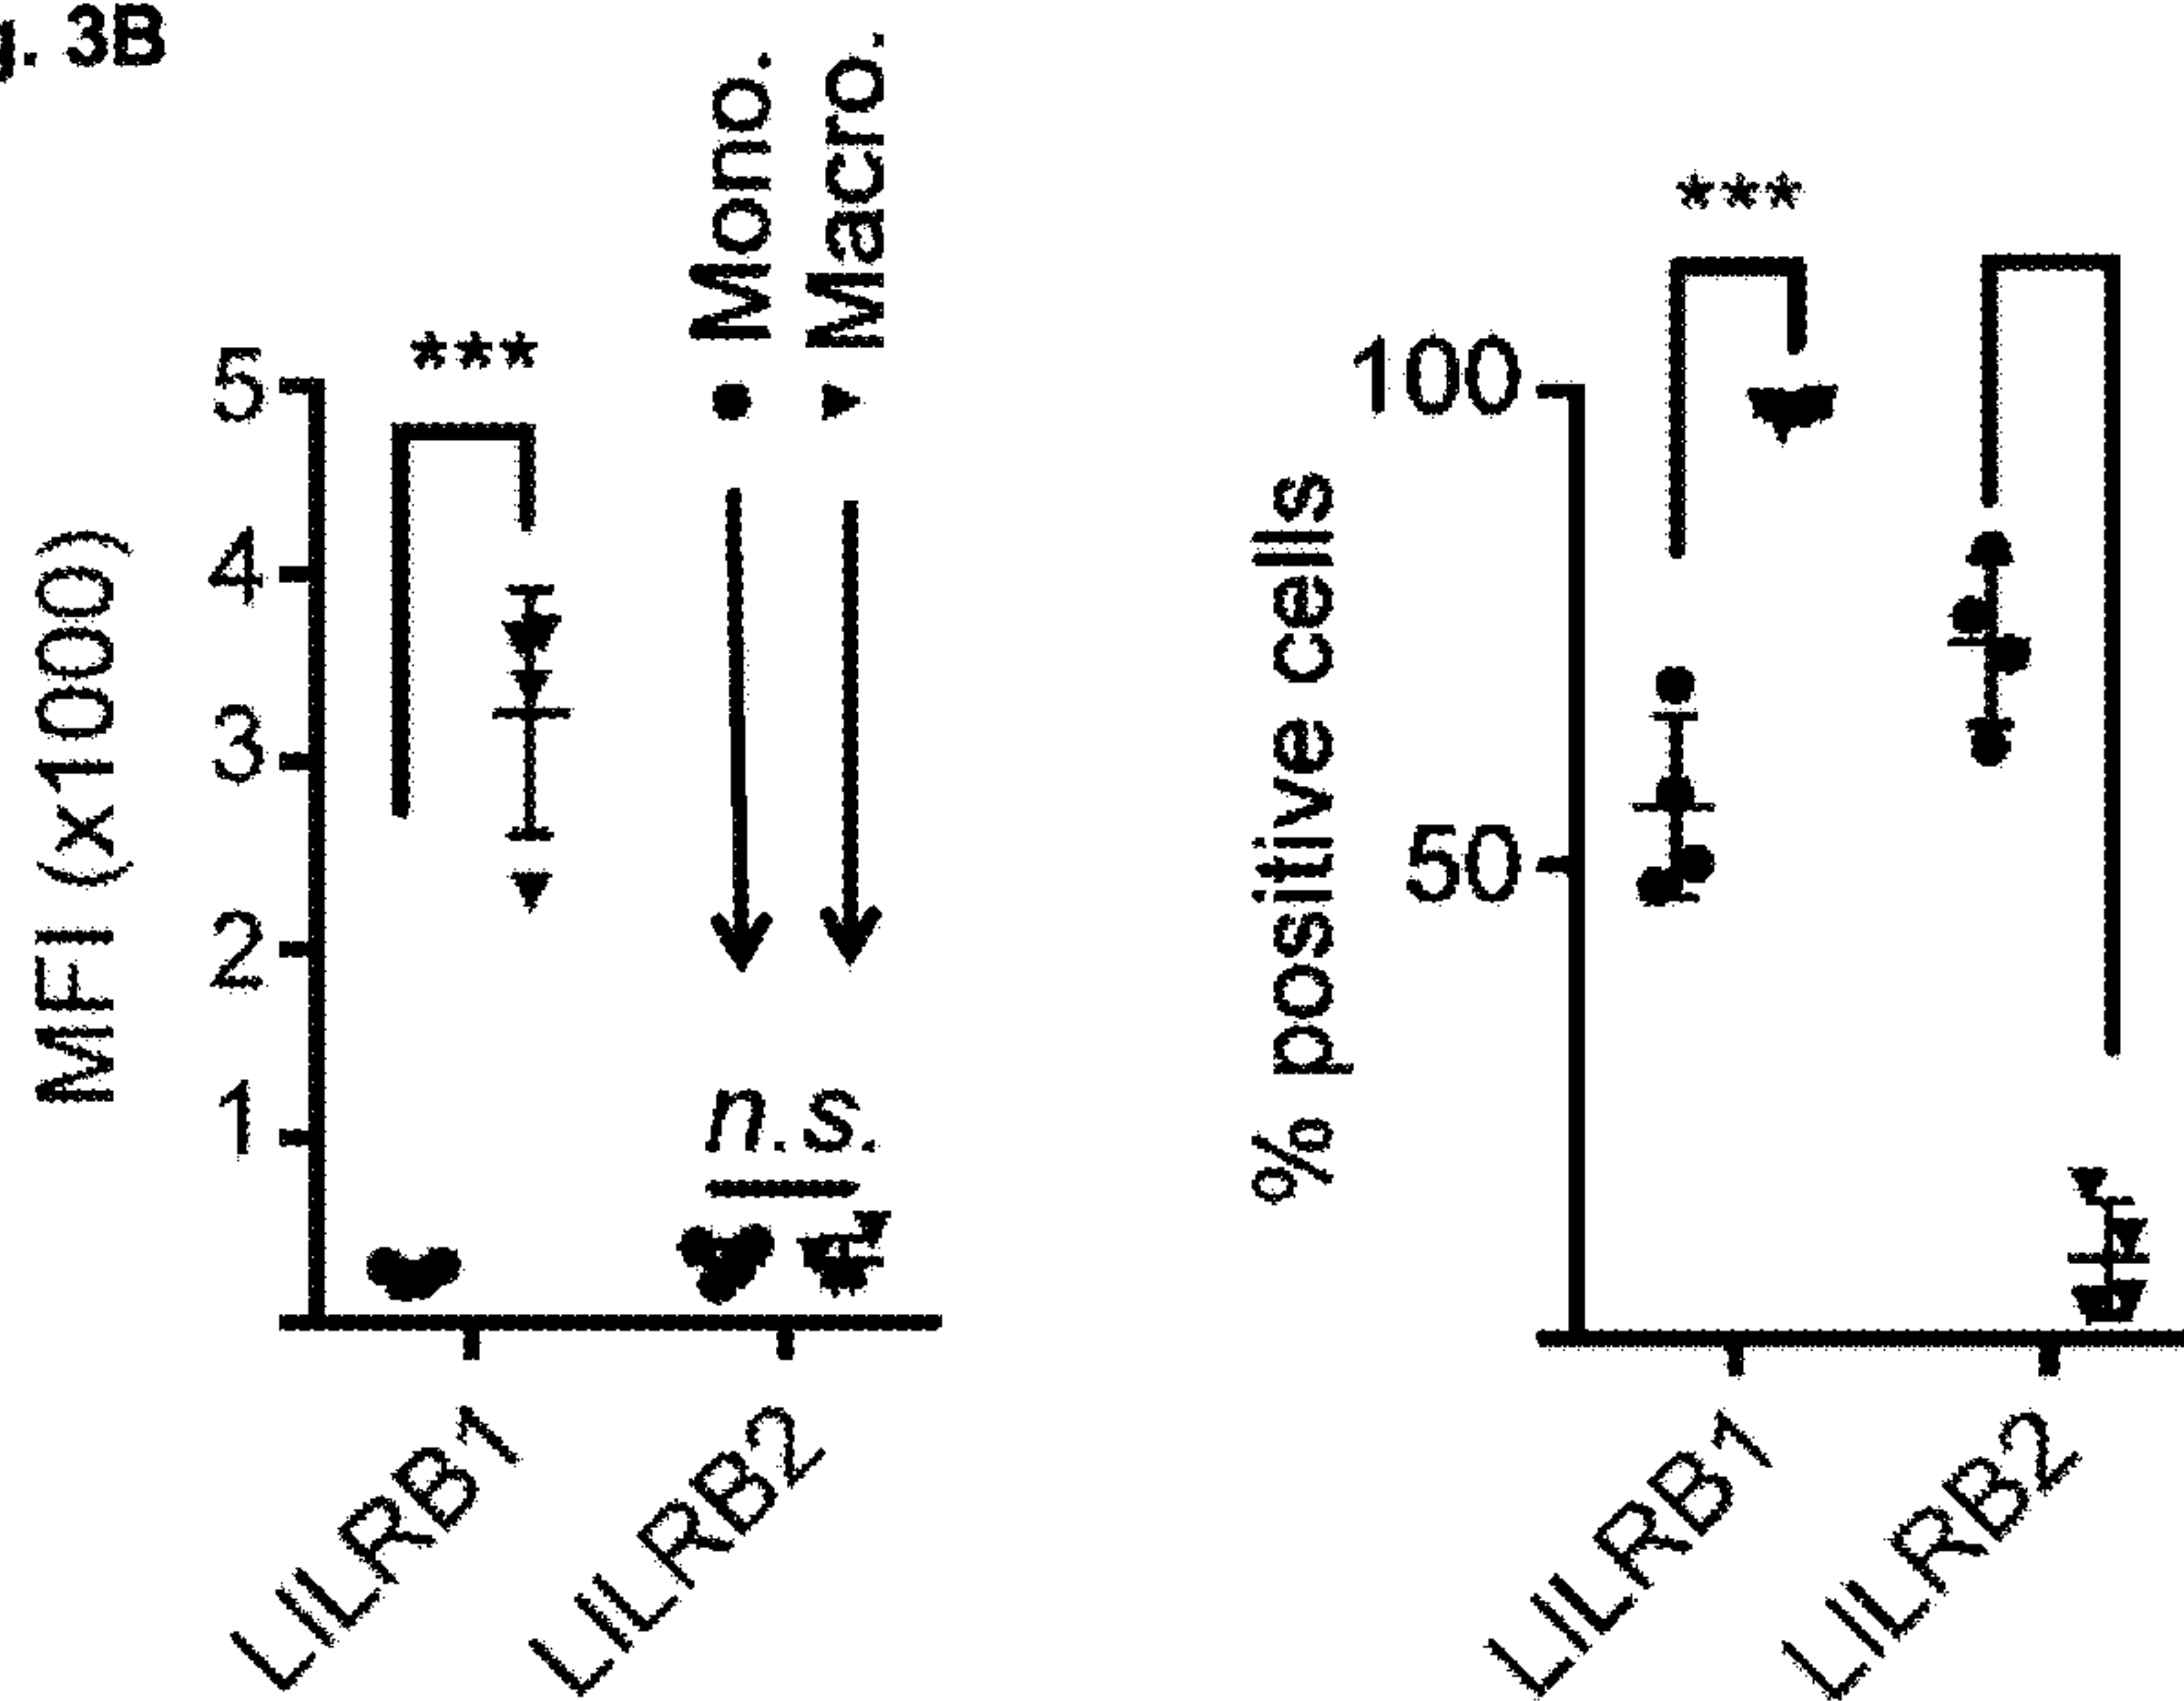 . 3B
Mono.
Macro.
MFI (x1000)
5
4
3
2
1
***
n.s.
LILRB1
LILRB2
% positive cells
100
50
***
LILRB1
LILRB2